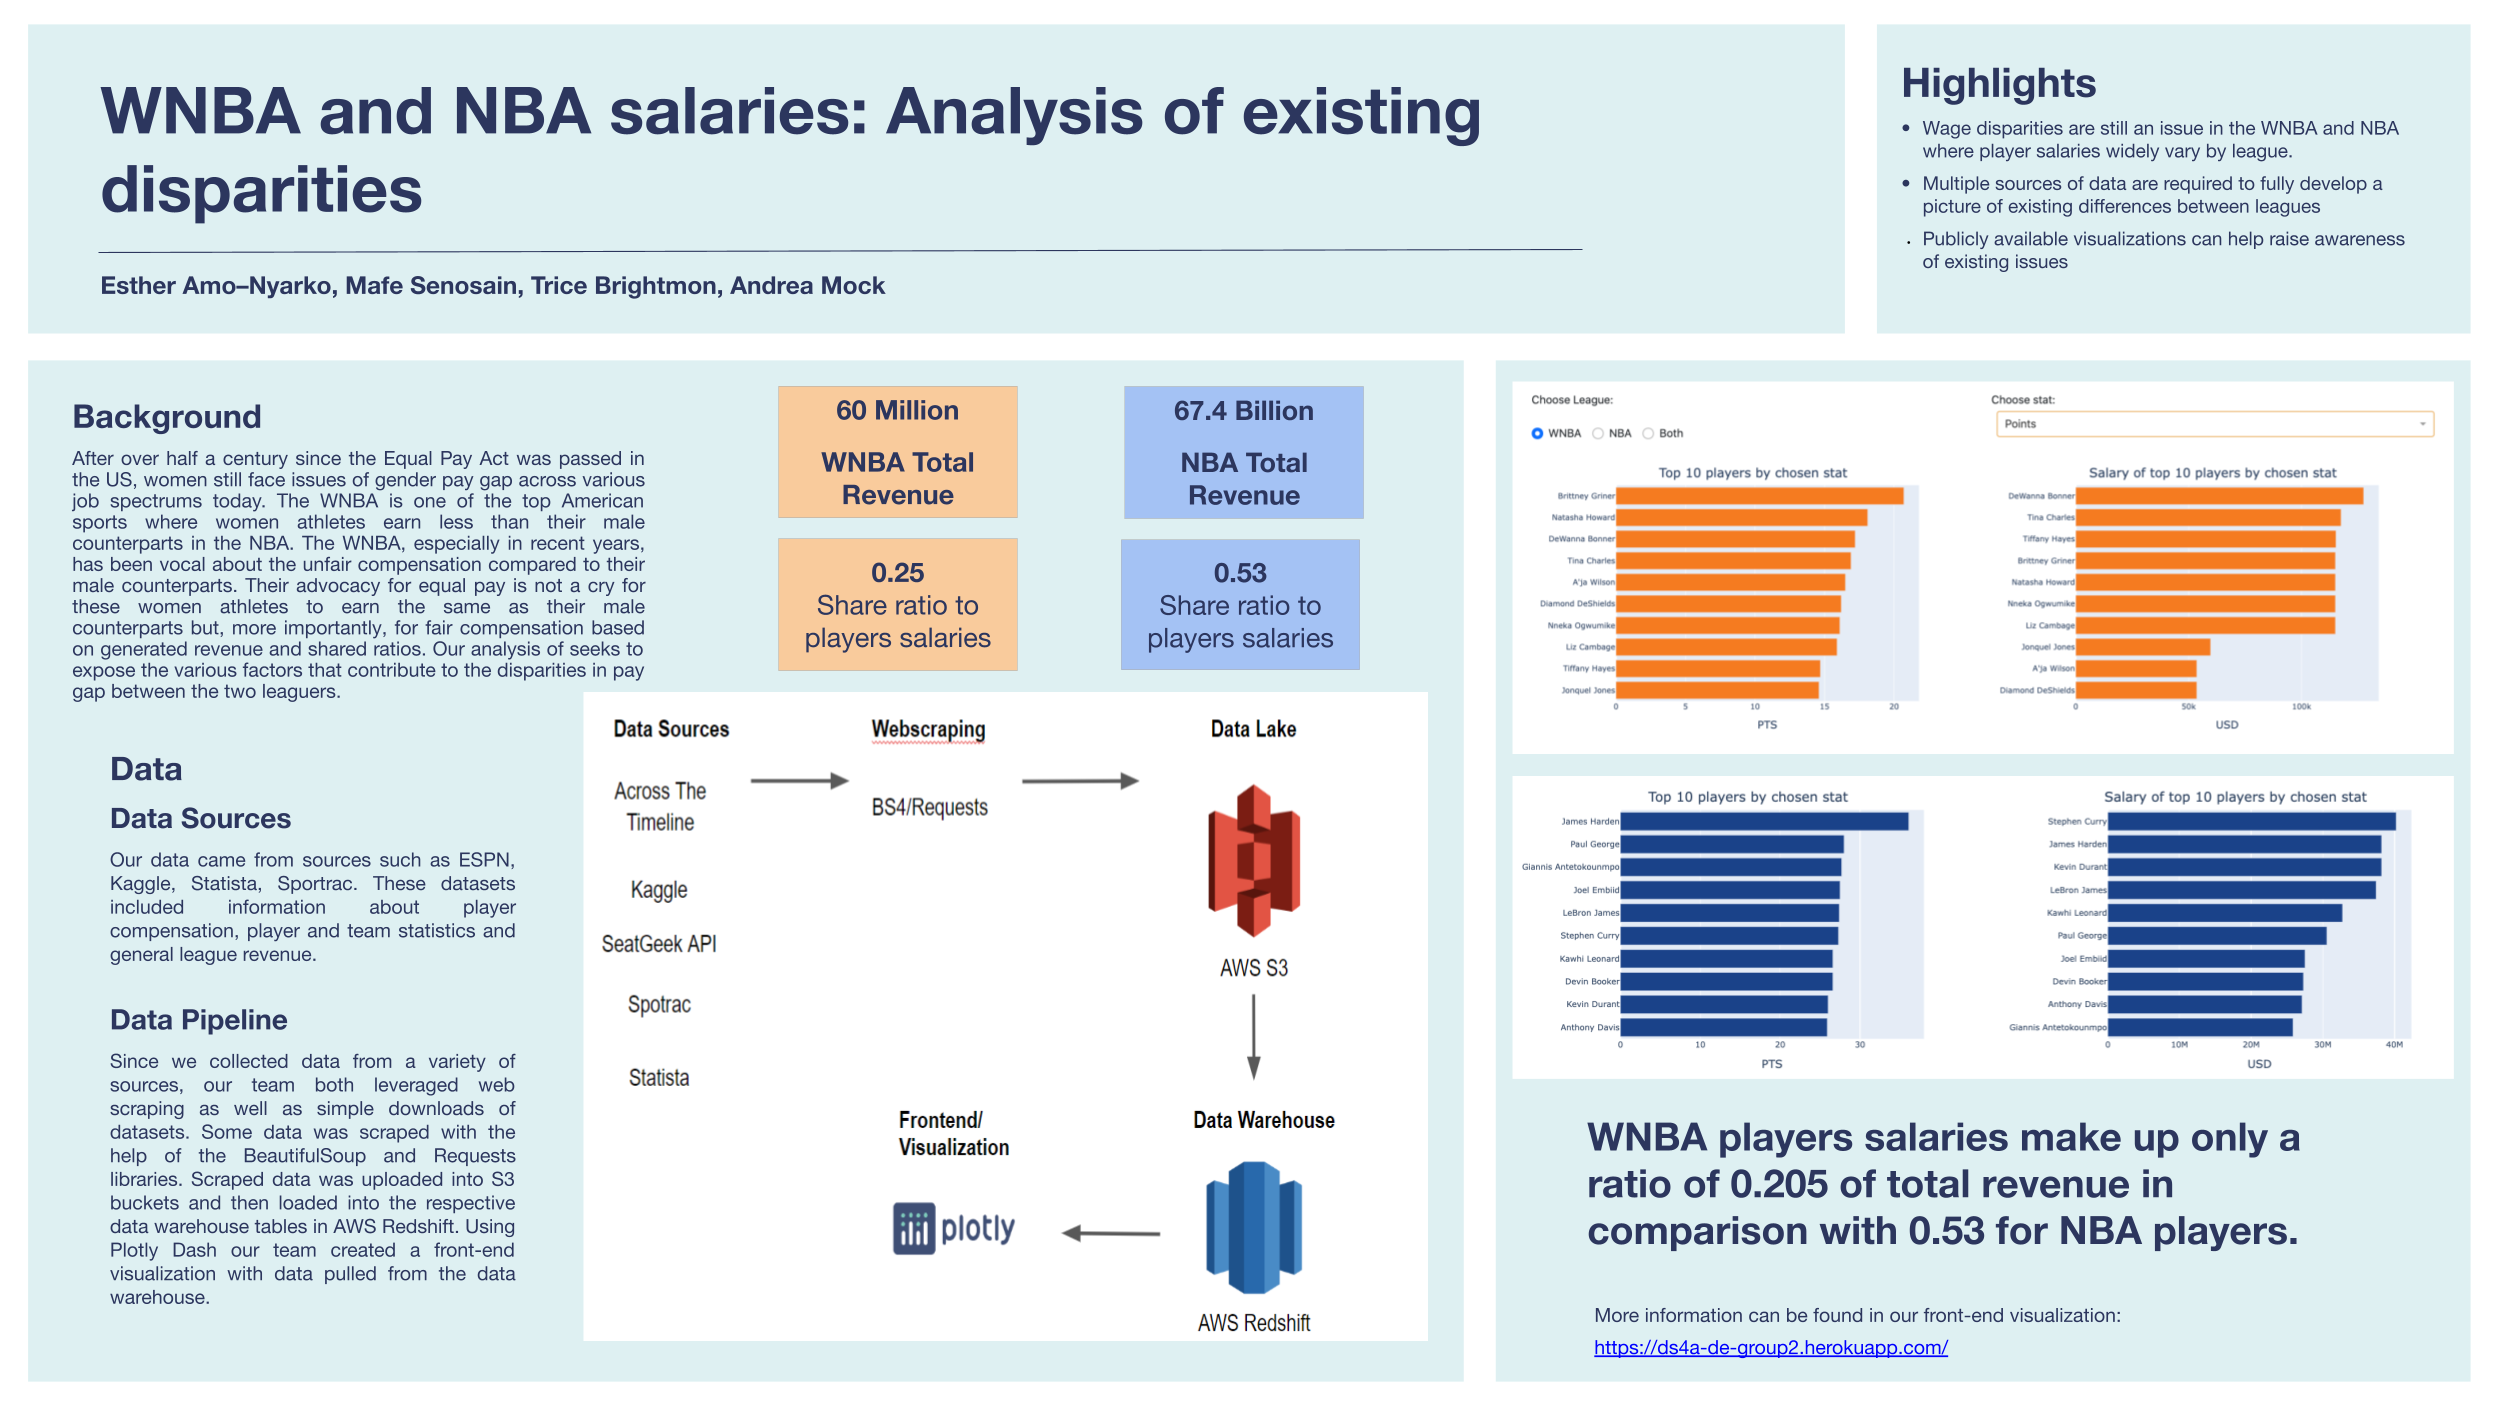 WNBA and NBA salaries: Analysis of existing
disparities
Esther Amo–Nyarko, Mafe Senosain, Trice Brightmon, Andrea Mock
Highlights
• Wage disparities are still an issue in the WNBA and NBA
where player salaries widely vary by league.
• Multiple sources of data are required to fully develop a
picture of existing differences between leagues
• Publicly available visualizations can help raise awareness
of existing issues
Background
After over half a century since the Equal Pay Act was passed in
the US, women still face issues of gender pay gap across various
job spectrums today. The WNBA is one of the top American
sports where women athletes earn less than their male
counterparts in the NBA. The WNBA, especially in recent years,
has been vocal about the unfair compensation compared to their
male counterparts. Their advocacy for equal pay is not a cry for
these women athletes to earn the same as their male
counterparts but, more importantly, for fair compensation based
on generated revenue and shared ratios. Our analysis of seeks to
expose the various factors that contribute to the disparities in pay
gap between the two leaguers.
60 Million
WNBA Total
Revenue
67.4 Billion
NBA Total
Revenue
0.25
Share ratio to
players salaries
0.53
Share ratio to
players salaries
Data
Data Sources
Our data came from sources such as ESPN,
Kaggle, Statista, Sportrac. These datasets
included information about player
compensation, player and team statistics and
general league revenue.
Data Pipeline
Since we collected data from a variety of
sources, our team both leveraged web
scraping as well as simple downloads of
datasets. Some data was scraped with the
help of the BeautifulSoup and Requests
libraries. Scraped data was uploaded into S3
buckets and then loaded into the respective
data warehouse tables in AWS Redshift. Using
Plotly Dash our team created a front-end
visualization with data pulled from the data
warehouse.
Data Sources
Across The
Timeline
Kaggle
SeatGeek API
Spotrac
Statista
Webscraping
BS4/Requests
Data Lake
AWS S3
Data Warehouse
AWS Redshift
Frontend/
Visualization
plotly
Choose League:
WNBA NBA Both
Choose stat:
Points
Top 10 players by chosen stat
Brittney Griner
Natasha Howard
DeWanna Bonner
Tina Charles
A'ja Wilson
Diamond DeShields
Nneka Ogwumike
Liz Cambage
Tiffany Hayes
Jonquel Jones
0 5 10 15 20
PTS
Salary of top 10 players by chosen stat
DeWanna Bonner
Tina Charles
Tiffany Hayes
Brittney Griner
Natasha Howard
Nneka Ogwumike
Liz Cambage
Jonquel Jones
A'ja Wilson
Diamond DeShields
0 50k 100k
USD
Top 10 players by chosen stat
James Harden
Paul George
Giannis Antetokounmpo
Joel Embiid
LeBron James
Stephen Curry
Kawhi Leonard
Devin Booker
Kevin Durant
Anthony Davis
0 10 20 30
PTS
Salary of top 10 players by chosen stat
Stephen Curry
James Harden
Kevin Durant
LeBron James
Kawhi Leonard
Paul George
Joel Embiid
Devin Booker
Anthony Davis
Giannis Antetokounmpo
0 10M 20M 30M 40M
USD
WNBA players salaries make up only a
ratio of 0.205 of total revenue in
comparison with 0.53 for NBA players.
More information can be found in our front-end visualization:
https://ds4a-de-group2.herokuapp.com/